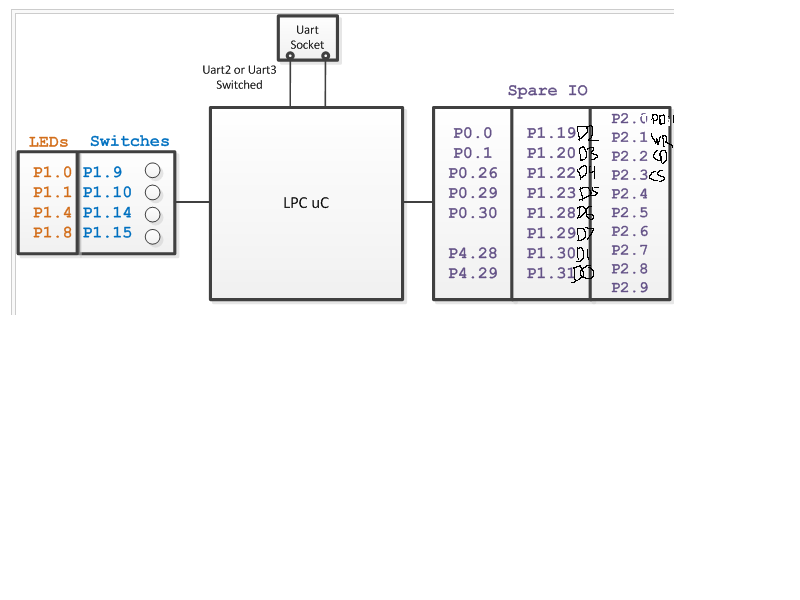 Uart
Socket
Uart2 or Uart3
Switched
Spare IO
LEDs Switches
P1.0 P1.9
P1.1 P1.10
P1.4 P1.14
P1.8 P1.15
LPC uC
P0.0
P0.1
P0.26
P0.29
P0.30
P4.28
P4.29
P1.19
P1.20 D3
P1.22 D4
P1.23 D5
P1.28 D6
P1.29 D7
P1.30 D1
P1.31 D0
P2.0
P2.1 WR
P2.2 CD
P2.3 CS
P2.4
P2.5
P2.6
P2.7
P2.8
P2.9